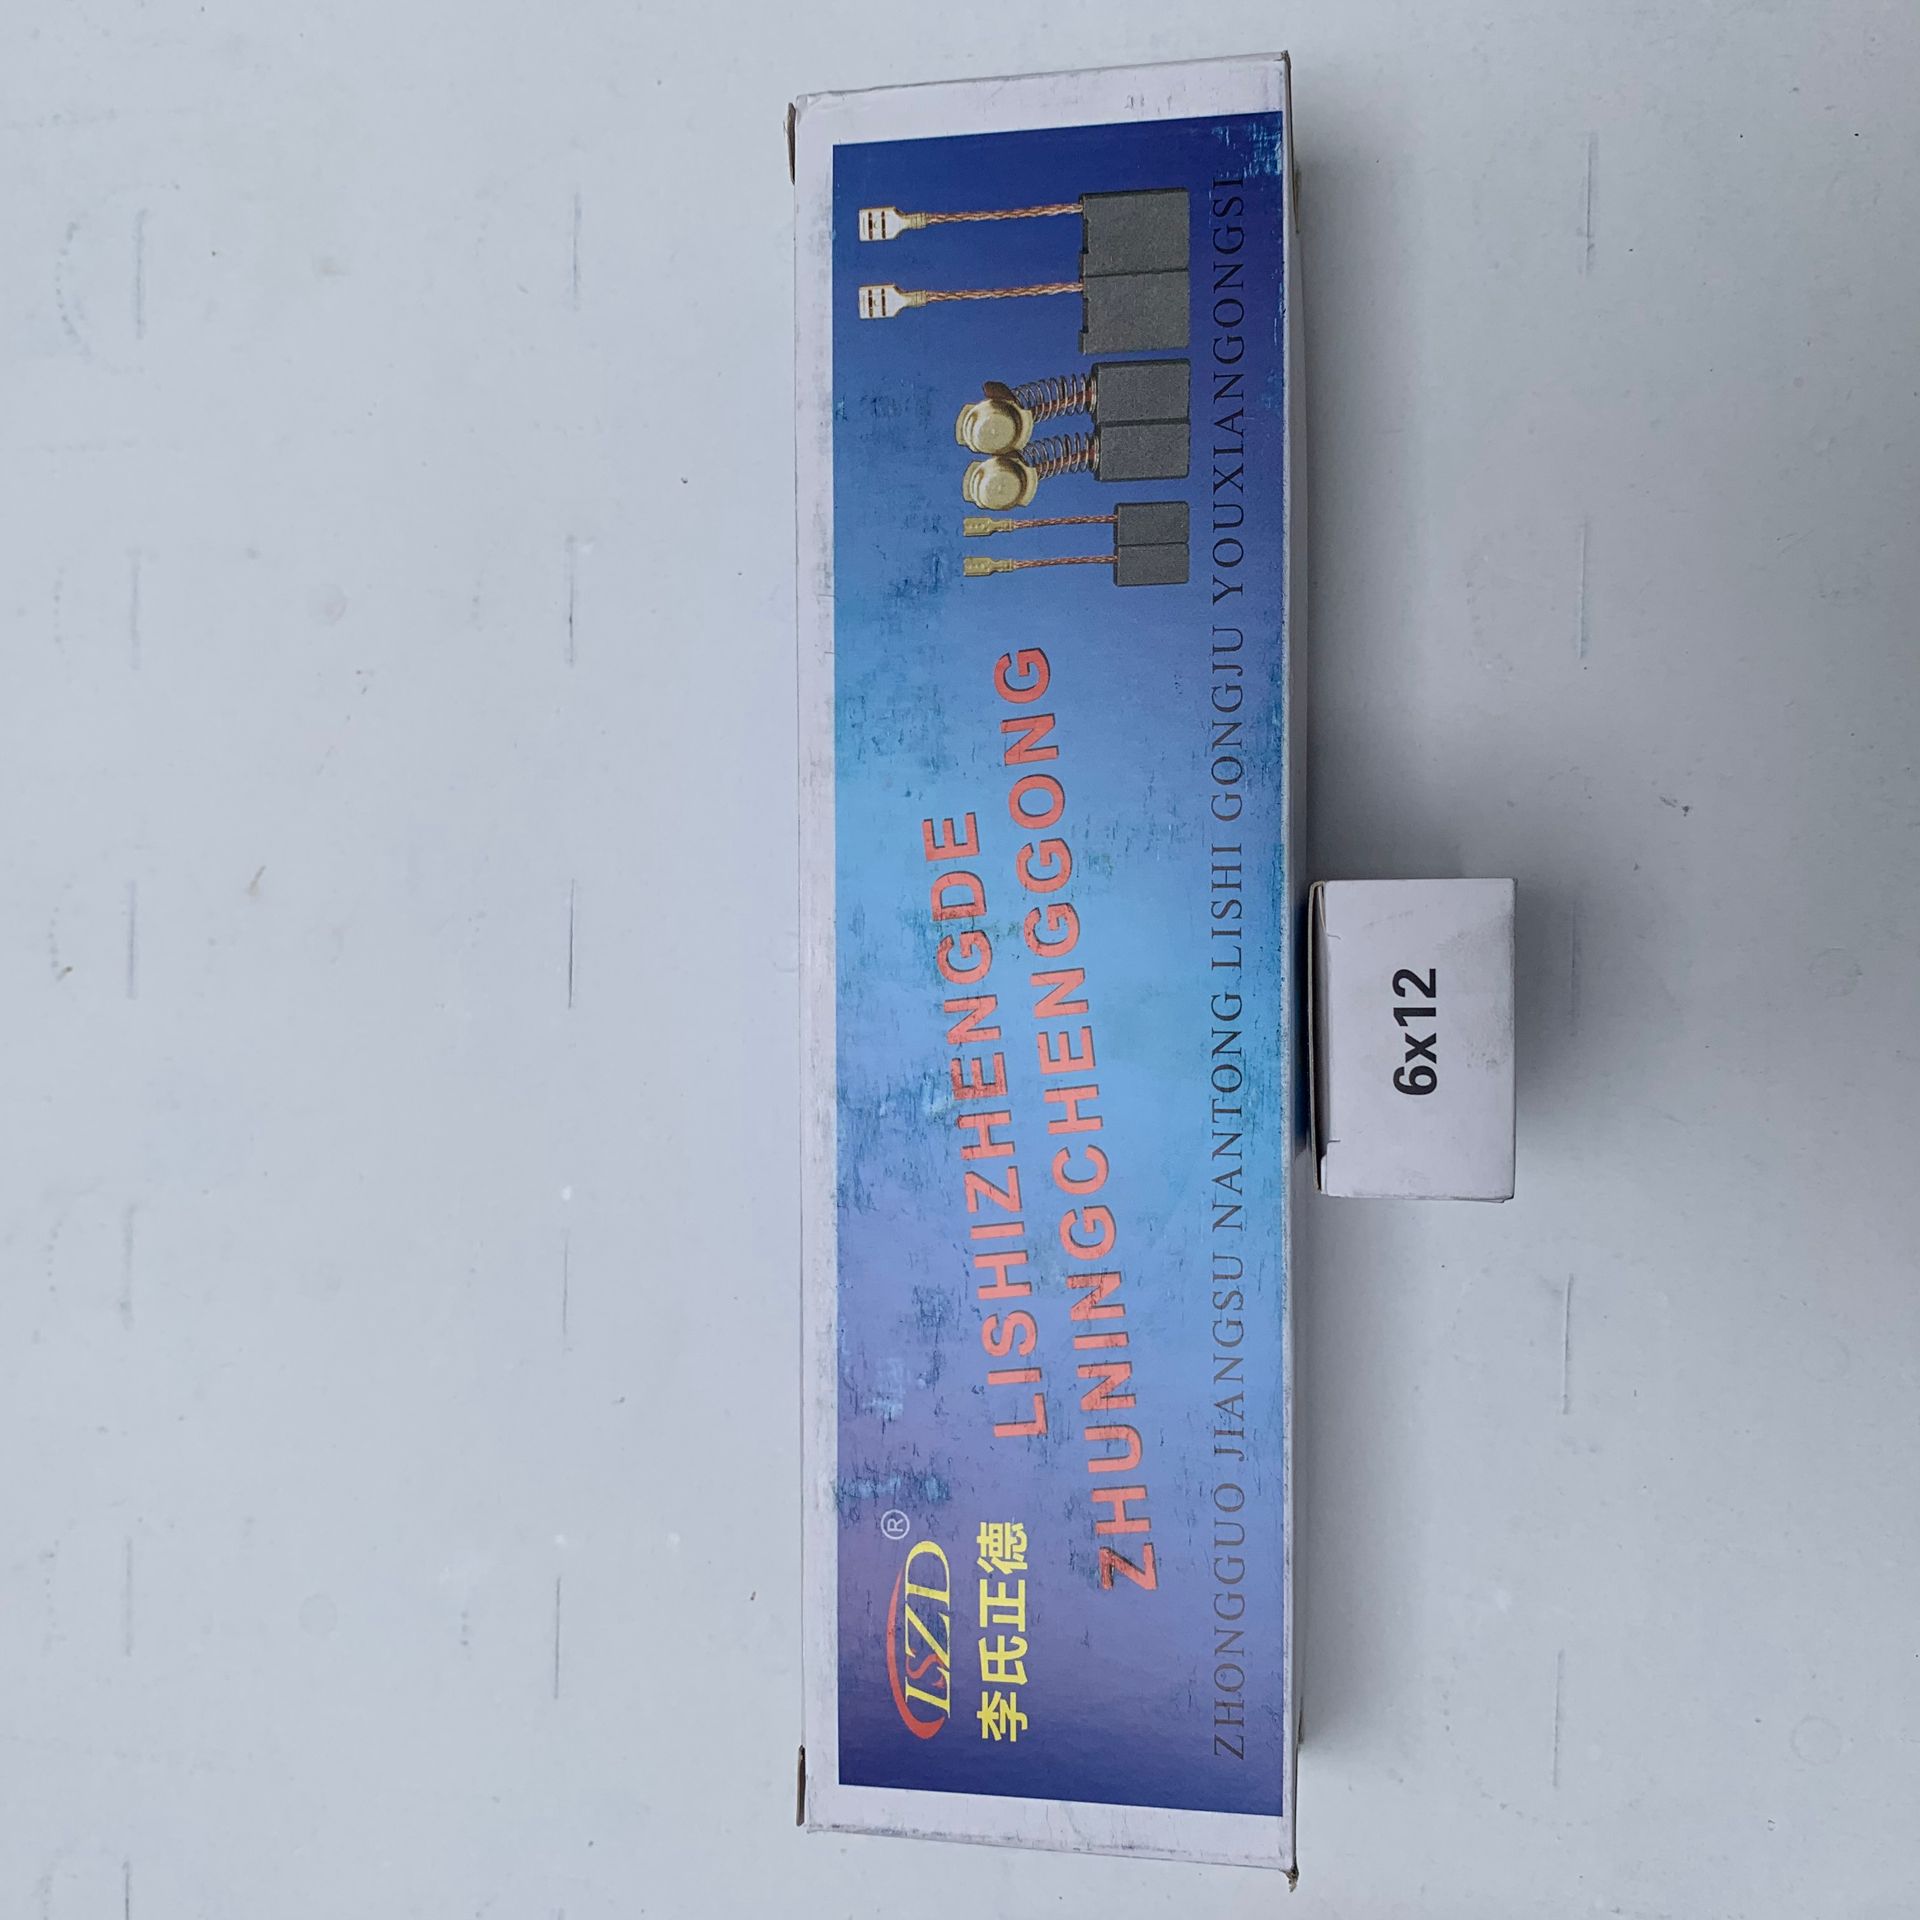 LSZD®
李氏正德
LISHIZHENGDE
ZHUNINGCHENGGONG
ZHONGGUO JIANGSU NANTONG LISHI GONGJU YOUXIANGONGSI
6x12